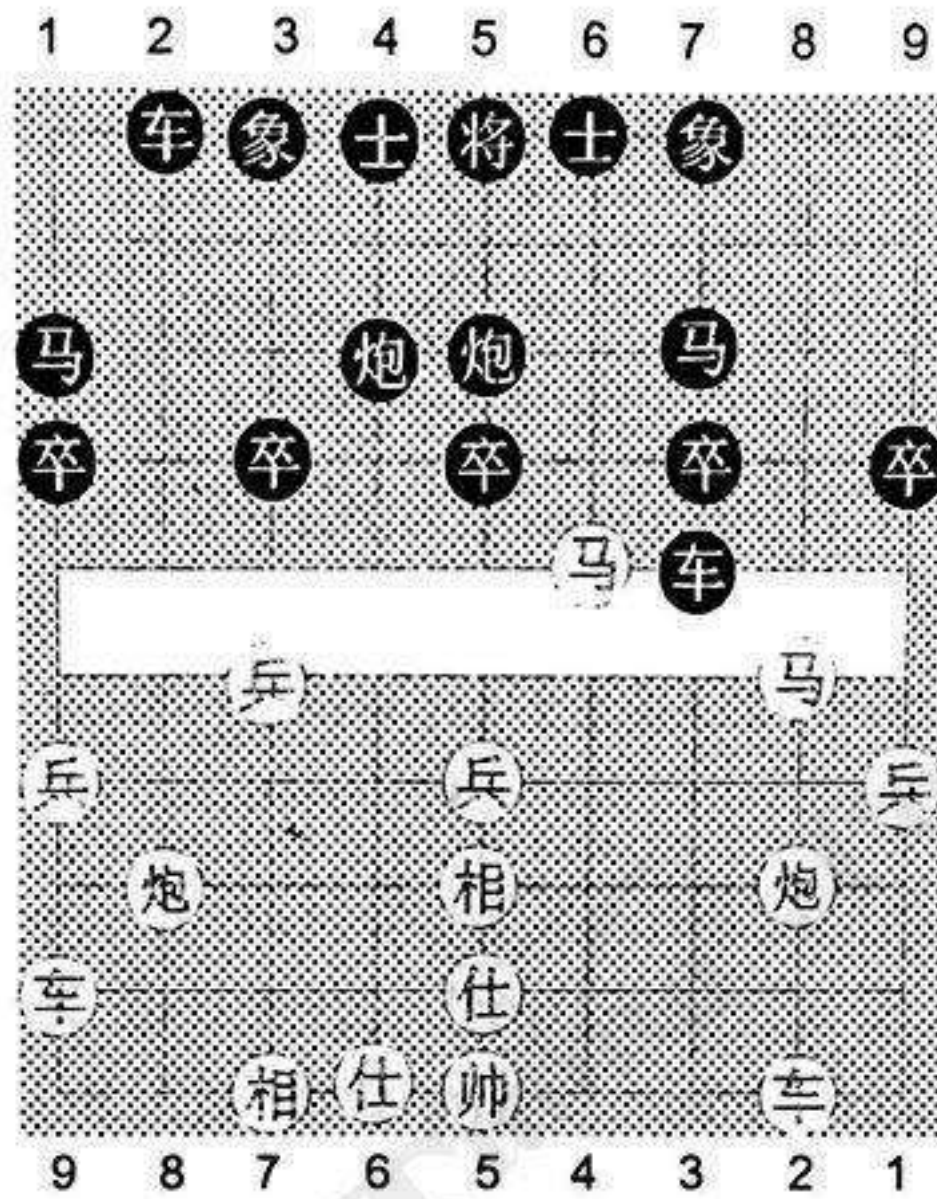 1 2 3 4 5 6 7 8 9
车 象 士 将 士 象
马 炮 炮 马
卒 卒 卒 卒 卒
马 车
兵 马
兵 兵 兵
炮 相 炮
车 仕
相 仕 帅 车
9 8 7 6 5 4 3 2 1